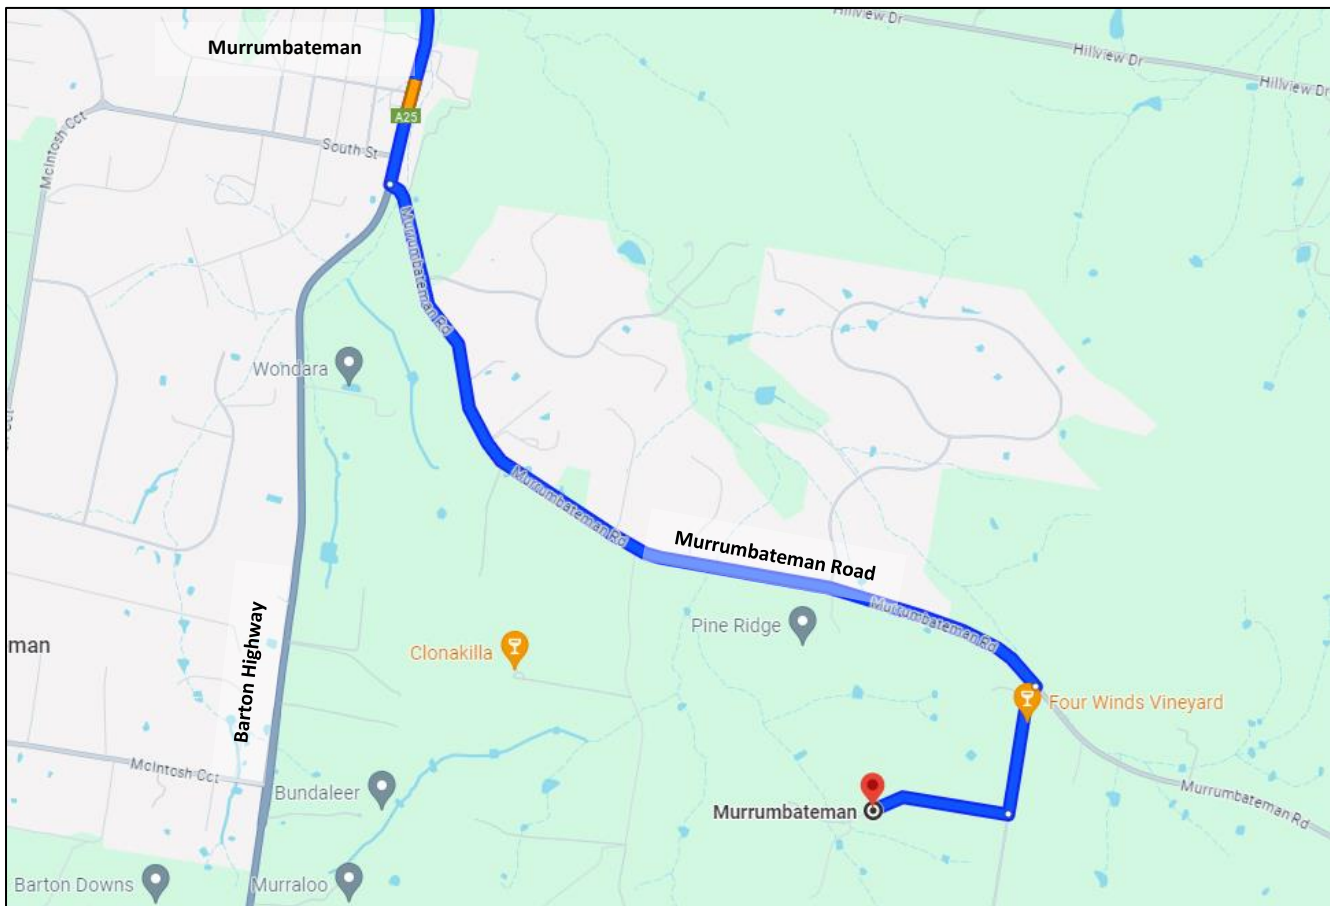 Murrumbateman
Hillview Dr
Hillview Dr
Hillview Dr
A25
McIntosh Cct
South St
Murrumbateman Rd
Wondara
Murrumbateman Rd
Murrumbateman Road
Murrumbateman Rd
Pine Ridge
man
Clonakilla
Barton Highway
Four Winds Vineyard
McIntosh Cct
Bundaleer
Murrumbateman
Murrumbateman Rd
Barton Downs
Murraloo